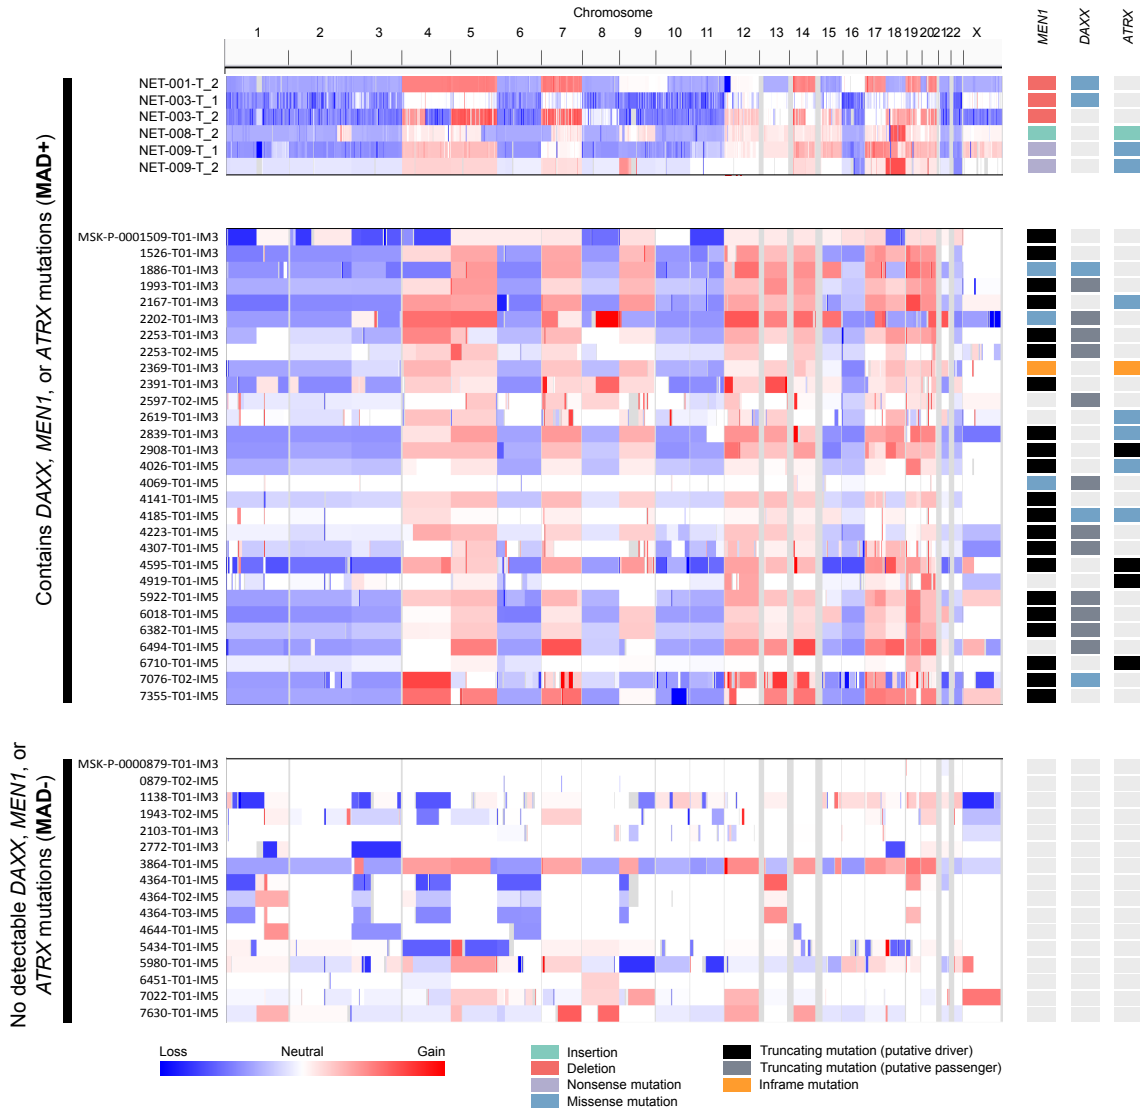 Chromosome
1 2 3 4 5 6 7 8 9 10 11 12 13 14 15 16 17 18 19 20 21 22 X
MEN1 DAXX ATRX
Contains DAXX, MEN1, or ATRX mutations (MAD+)
NET-001-T_2
NET-003-T_1
NET-003-T_2
NET-008-T_2
NET-009-T_1
NET-009-T_2
MSK-P-0001509-T01-IM3
1526-T01-IM3
1886-T01-IM3
1993-T01-IM3
2167-T01-IM3
2202-T01-IM3
2253-T01-IM3
2253-T02-IM5
2369-T01-IM3
2391-T01-IM3
2597-T02-IM5
2619-T01-IM3
2839-T01-IM3
2908-T01-IM3
4026-T01-IM5
4069-T01-IM5
4141-T01-IM5
4185-T01-IM5
4223-T01-IM5
4307-T01-IM5
4595-T01-IM5
4919-T01-IM5
5922-T01-IM5
6018-T01-IM5
6382-T01-IM5
6494-T01-IM5
6710-T01-IM5
7076-T02-IM5
7355-T01-IM5
No detectable DAXX, MEN1, or
ATRX mutations (MAD-)
MSK-P-0000879-T01-IM3
0879-T02-IM5
1138-T01-IM3
1943-T02-IM5
2103-T01-IM3
2772-T01-IM3
3864-T01-IM5
4364-T01-IM5
4364-T02-IM5
4364-T03-IM5
4644-T01-IM5
5434-T01-IM5
5980-T01-IM5
6451-T01-IM5
7022-T01-IM5
7630-T01-IM5
Loss Neutral Gain
Insertion
Deletion
Nonsense mutation
Missense mutation
Truncating mutation (putative driver)
Truncating mutation (putative passenger)
Inframe mutation